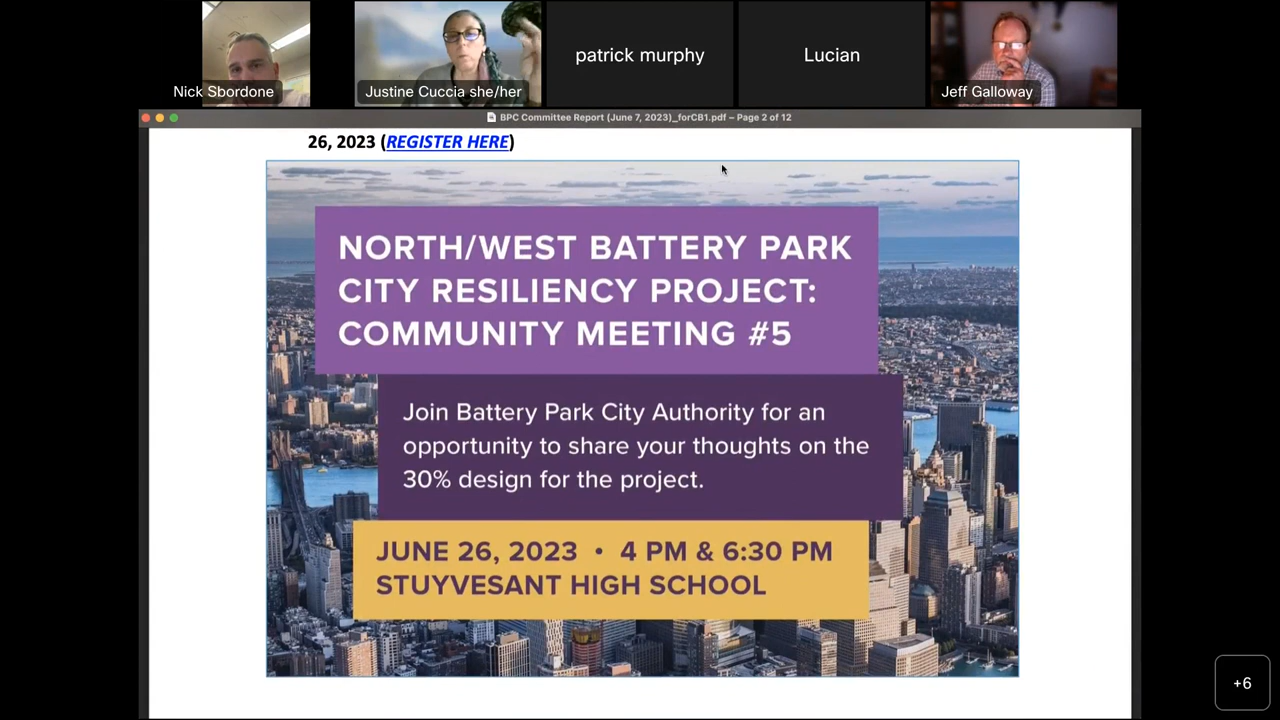 Nick Sbordone
Justine Cuccia she/her
patrick murphy
Lucian
Jeff Galloway
BPC Committee Report (June 7, 2023)_forCB1.pdf – Page 2 of 12
26, 2023 (REGISTER HERE)
NORTH/WEST BATTERY PARK
CITY RESILIENCY PROJECT:
COMMUNITY MEETING #5
Join Battery Park City Authority for an
opportunity to share your thoughts on the
30% design for the project.
JUNE 26, 2023 • 4 PM & 6:30 PM
STUYVESANT HIGH SCHOOL
+6